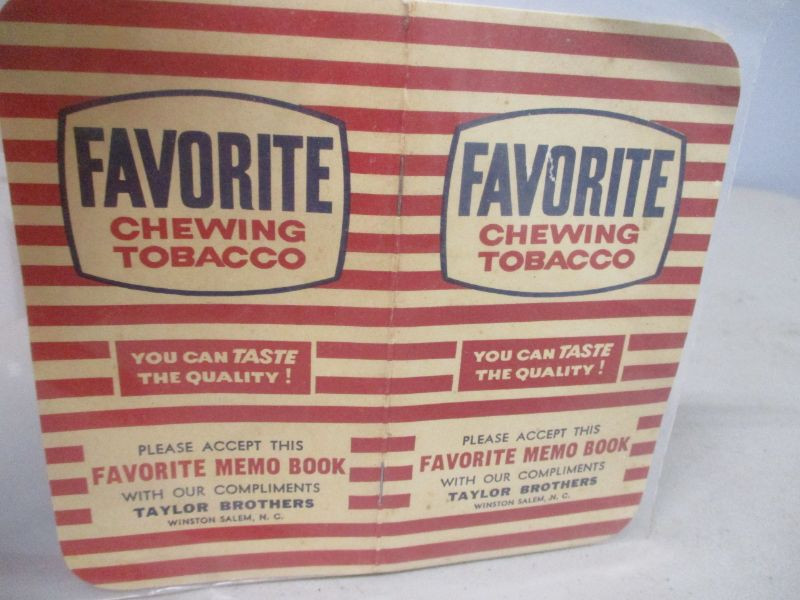 FAVORITE
CHEWING
TOBACCO
YOU CAN TASTE
THE QUALITY!
PLEASE ACCEPT THIS
FAVORITE MEMO BOOK
WITH OUR COMPLIMENTS
TAYLOR BROTHERS
WINSTON SALEM, N. C.
FAVORITE
CHEWING
TOBACCO
YOU CAN TASTE
THE QUALITY!
PLEASE ACCEPT THIS
FAVORITE MEMO BOOK
WITH OUR COMPLIMENTS
TAYLOR BROTHERS
WINSTON SALEM, N. C.